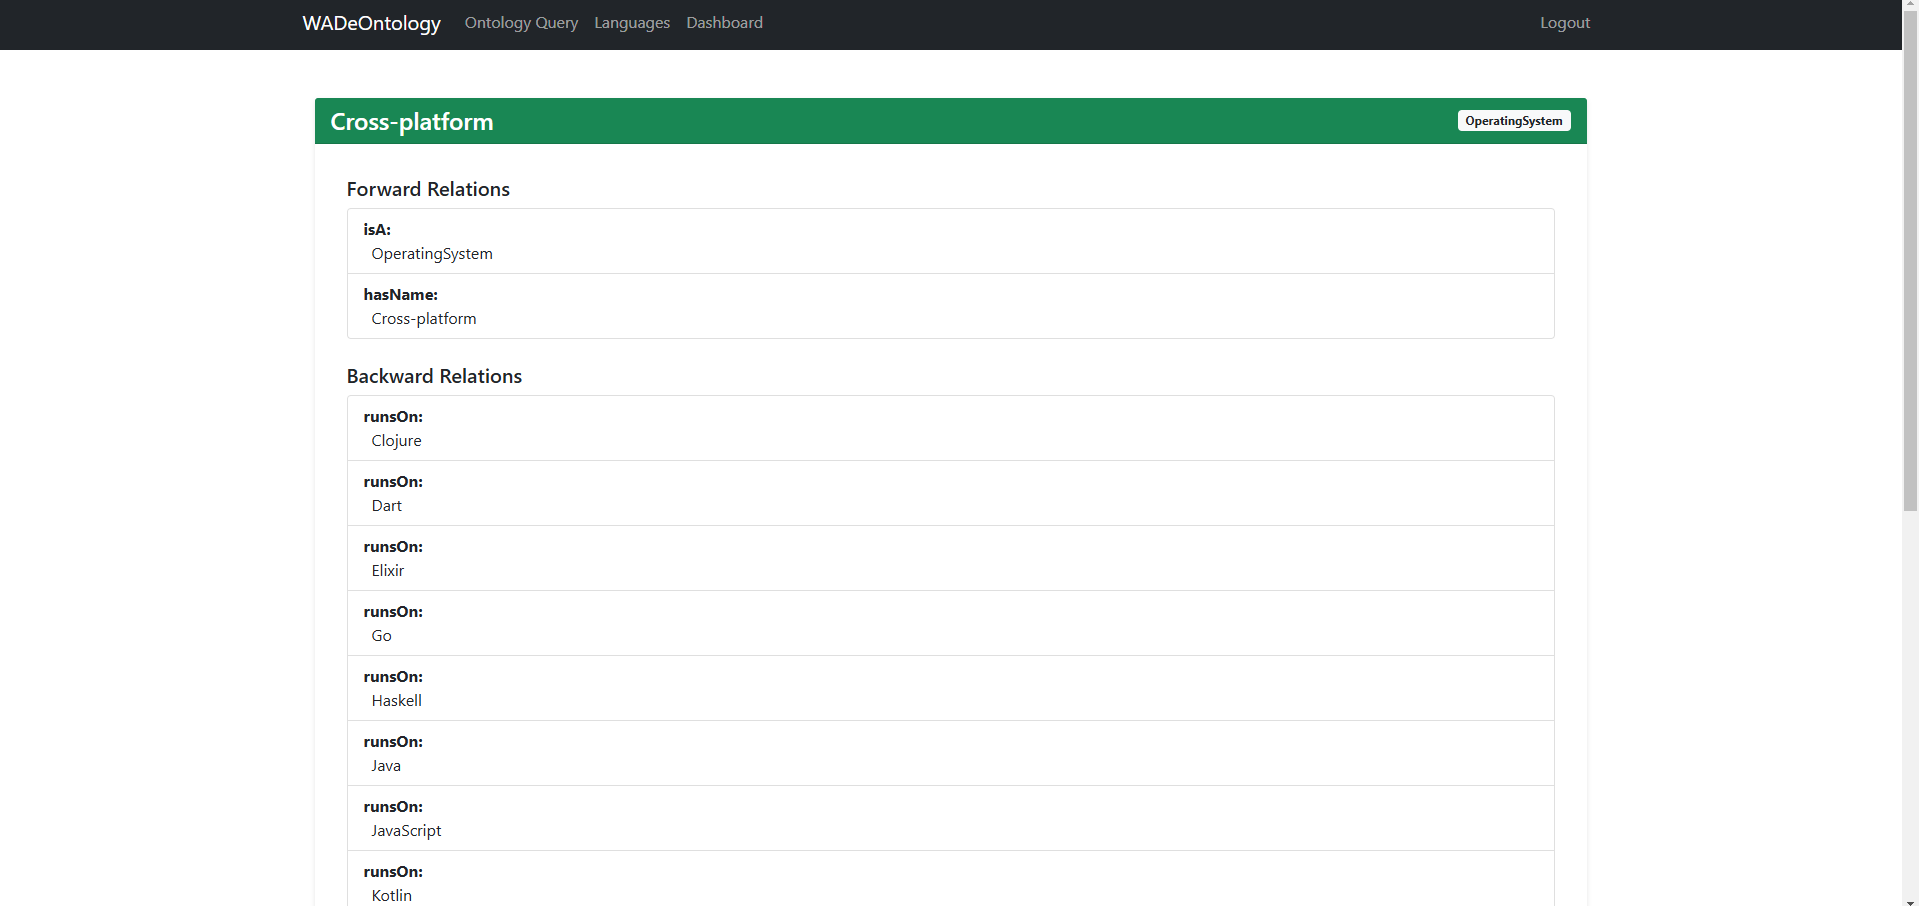 WADeOntology Ontology Query Languages Dashboard Logout
Cross-platform OperatingSystem
Forward Relations
isA:
OperatingSystem
hasName:
Cross-platform
Backward Relations
runsOn:
Clojure
runsOn:
Dart
runsOn:
Elixir
runsOn:
Go
runsOn:
Haskell
runsOn:
Java
runsOn:
JavaScript
runsOn:
Kotlin